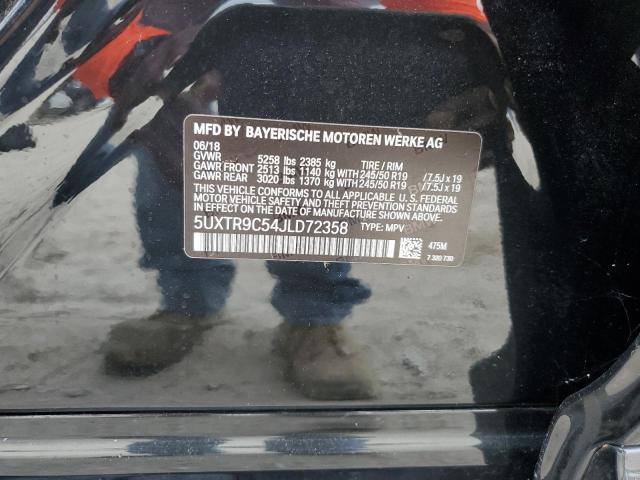 MFD BY BAYERISCHE MOTOREN WERKE AG
06/18
GVWR 5258 lbs 2385 kg TIRE / RIM
GAWR FRONT 2513 lbs 1140 kg WITH 245/50 R19 /7.5J x 19
GAWR REAR 3020 lbs 1370 kg WITH 245/50 R19 /7.5J x 19
THIS VEHICLE CONFORMS TO ALL APPLICABLE U. S. FEDERAL
MOTOR VEHICLE SAFETY AND THEFT PREVENTION STANDARDS IN
EFFECT ON THE DATE OF MANUFACTURE SHOWN ABOVE.
5UXTR9C54JLD72358 TYPE: MPV
475M
7 380 730